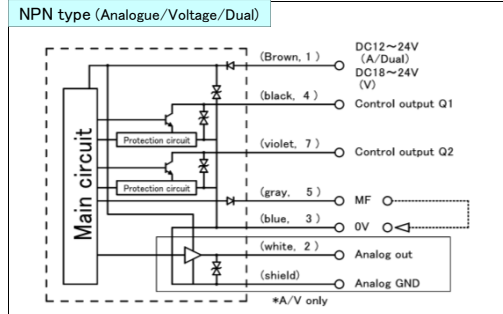 NPN type (Analogue/Voltage/Dual)
(Brown, 1 )
DC12～24V
(A/Dual)
DC18～24V
(V)
(black, 4 )
Control output Q1
Protection circuit
(violet, 7 )
Control output Q2
Protection circuit
Main circuit
(gray, 5 )
MF
(blue, 3 )
0V
(white, 2 )
Analog out
(shield)
Analog GND
*A/V only